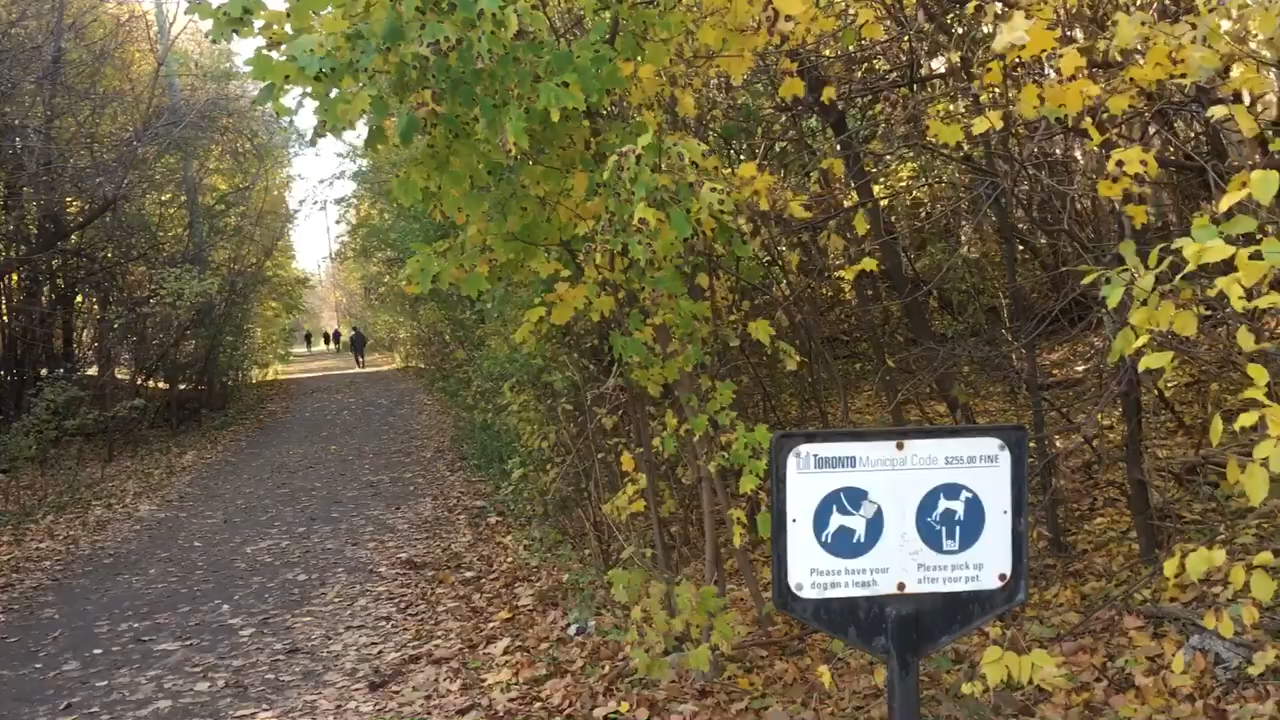 TORONTO Municipal Code $255.00 FINE
Please have your
dog on a leash.
Please pick up
after your pet.